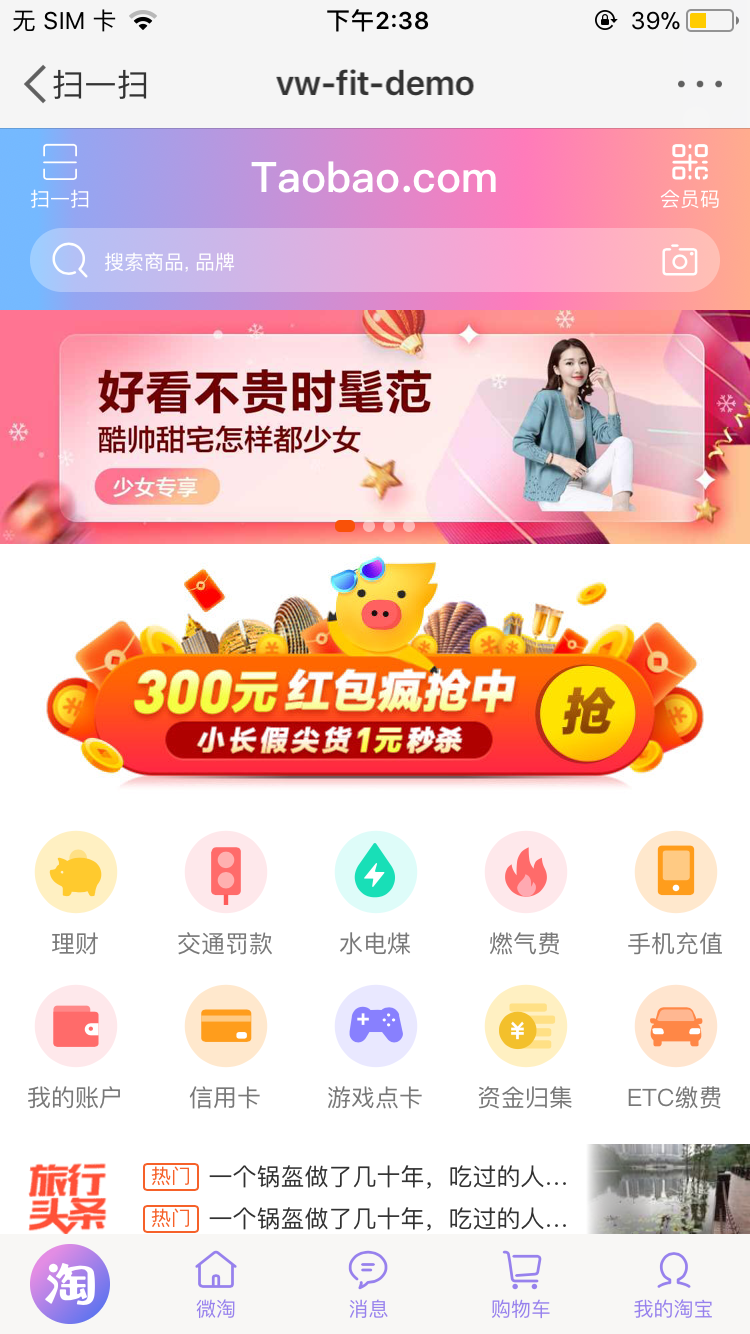 无 SIM 卡
下午2:38
39%
扫一扫
vw-fit-demo
扫一扫
Taobao.com
会员码
搜索商品, 品牌
好看不贵时髦范
酷帅甜宅怎样都少女
少女专享
300元红包疯抢中
抢
小长假尖货1元秒杀
理财
交通罚款
水电煤
燃气费
手机充值
我的账户
信用卡
游戏点卡
¥
资金归集
ETC缴费
旅行
头条
热门 一个锅盔做了几十年，吃过的人...
热门 一个锅盔做了几十年，吃过的人...
淘
微淘
消息
购物车
我的淘宝